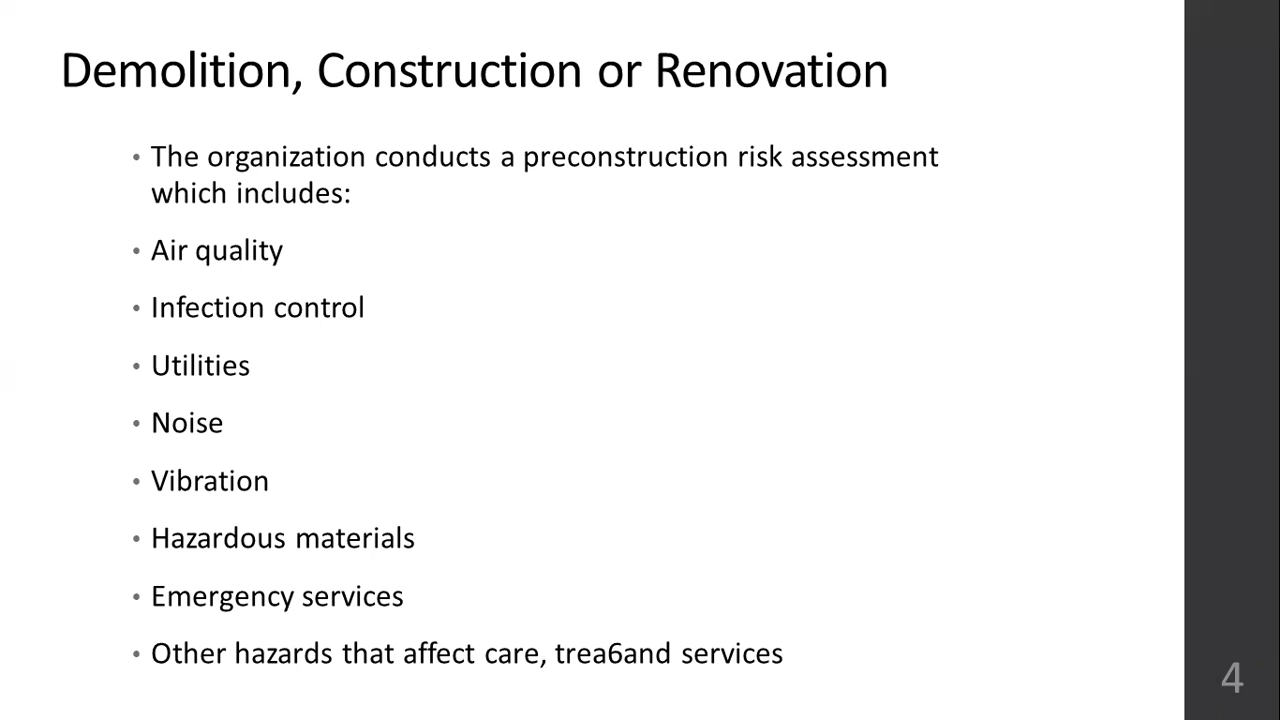 Demolition, Construction or Renovation
• The organization conducts a preconstruction risk assessment
which includes:
• Air quality
• Infection control
• Utilities
• Noise
• Vibration
• Hazardous materials
• Emergency services
• Other hazards that affect care, trea6and services
4